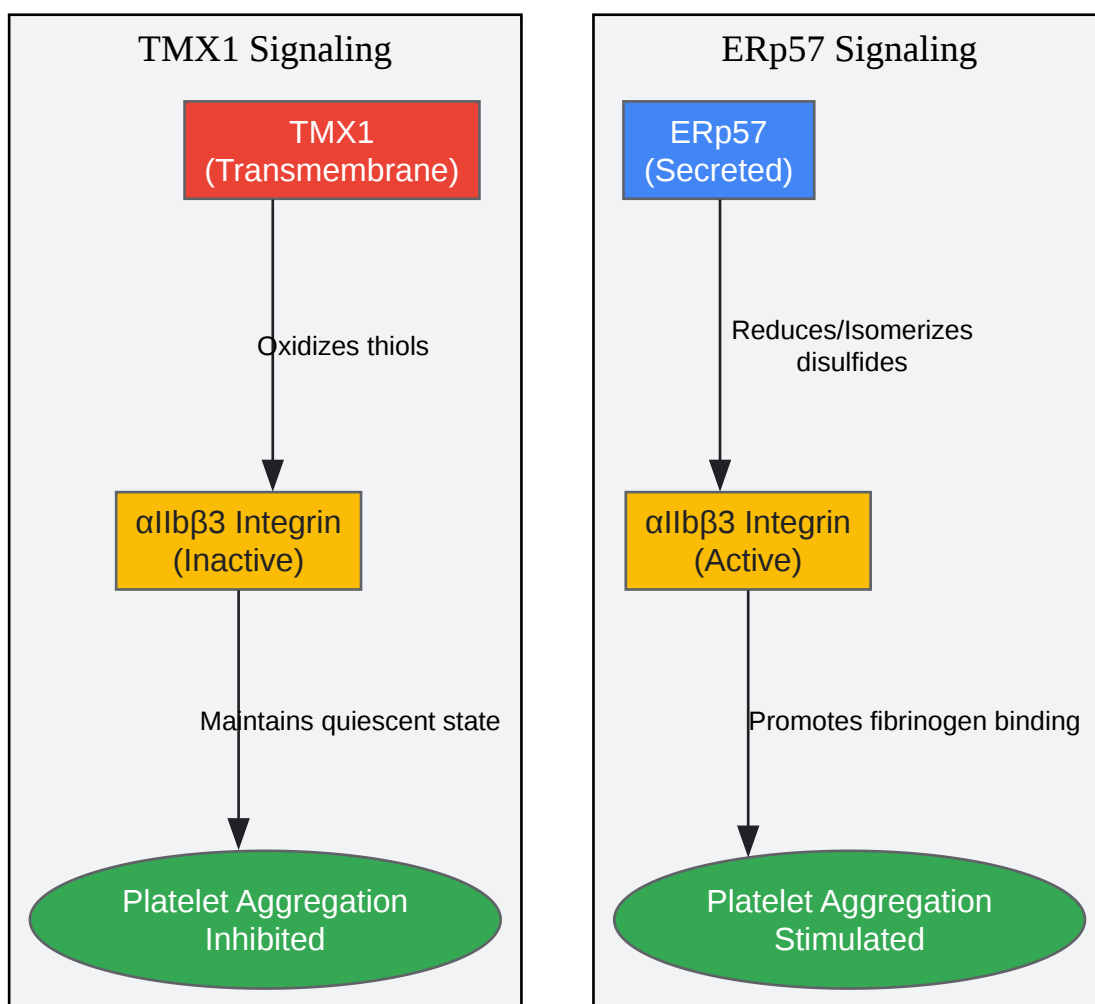 TMX1 Signaling
TMX1
(Transmembrane)
Oxidizes thiols
αIIbβ3 Integrin
(Inactive)
Maintains quiescent state
Platelet Aggregation
Inhibited
ERp57 Signaling
ERp57
(Secreted)
Reduces/Isomerizes
disulfides
αIIbβ3 Integrin
(Active)
Promotes fibrinogen binding
Platelet Aggregation
Stimulated